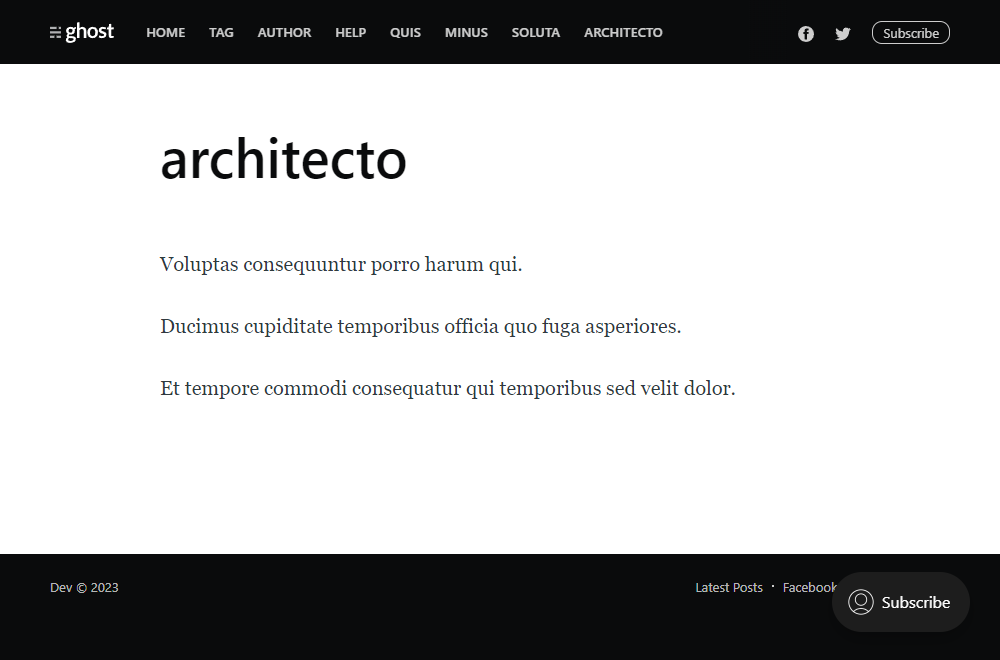 ghost HOME TAG AUTHOR HELP QUIS MINUS SOLUTA ARCHITECTO Subscribe
architecto
Voluptas consequuntur porro harum qui.
Ducimus cupiditate temporibus officia quo fuga asperiores.
Et tempore commodi consequatur qui temporibus sed velit dolor.
Dev © 2023 Latest Posts · Facebook
Subscribe